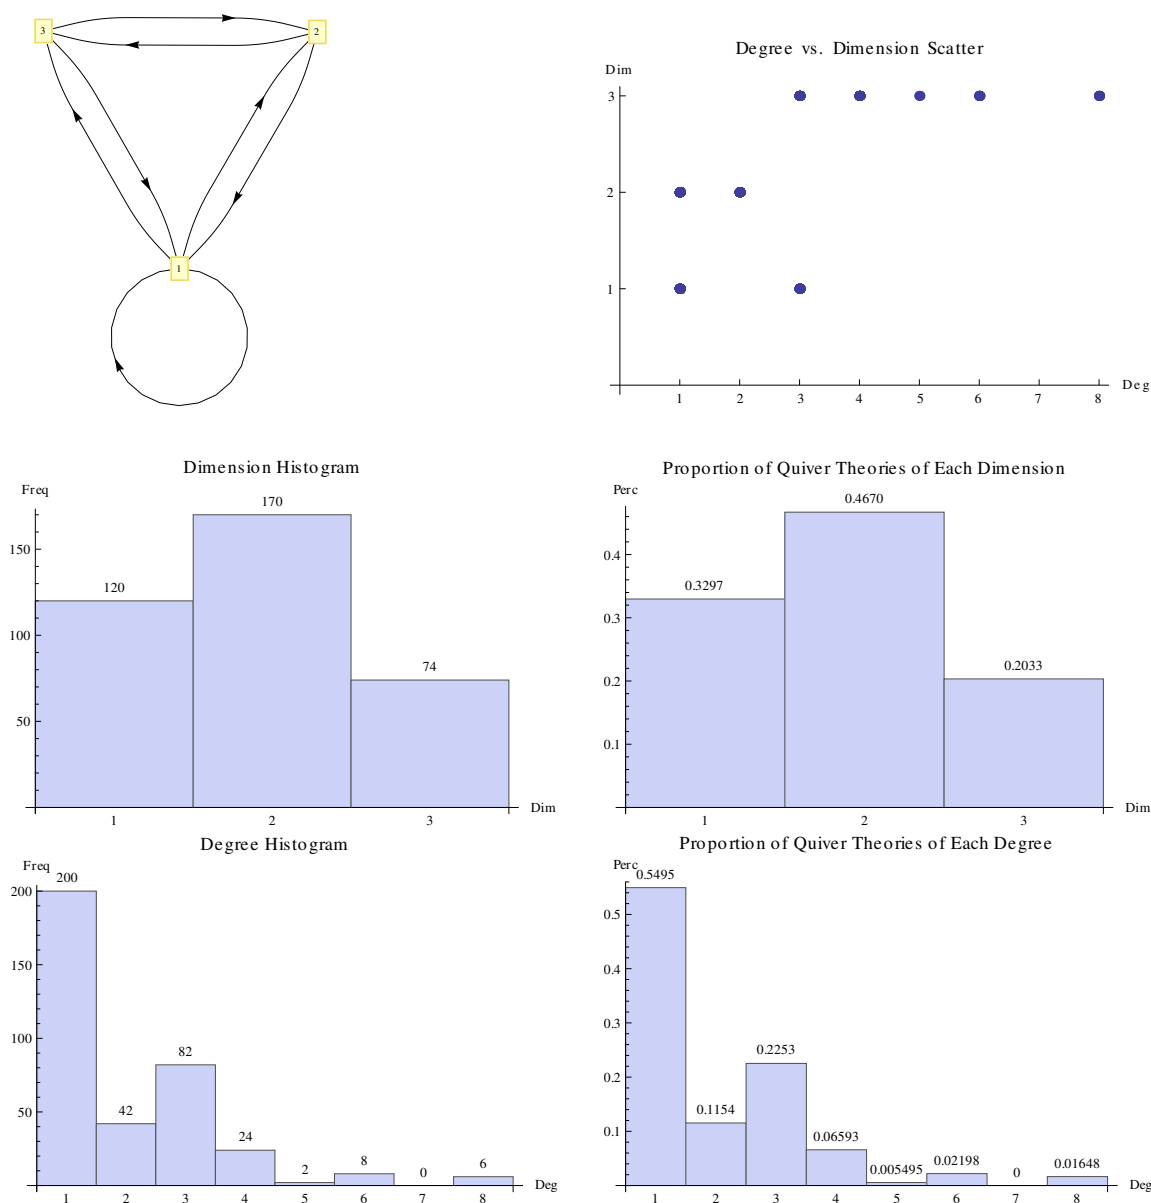 3
2
1
Degree vs. Dimension Scatter
Dim
3
2
1
1 2 3 4 5 6 7 8
Deg
Dimension Histogram
Freq
170
150
120
100
74
50
1 2 3
Dim
Proportion of Quiver Theories of Each Dimension
Perc
0.4670
0.4
0.3297
0.3
0.2033
0.2
0.1
1 2 3
Dim
Degree Histogram
Freq
200
200
150
100
82
50
42
24
2
8
0
6
1 2 3 4 5 6 7 8
Deg
Proportion of Quiver Theories of Each Degree
Perc
0.5495
0.5
0.4
0.3
0.2253
0.2
0.1154
0.1
0.06593
0.005495
0.02198
0
0.01648
1 2 3 4 5 6 7 8
Deg